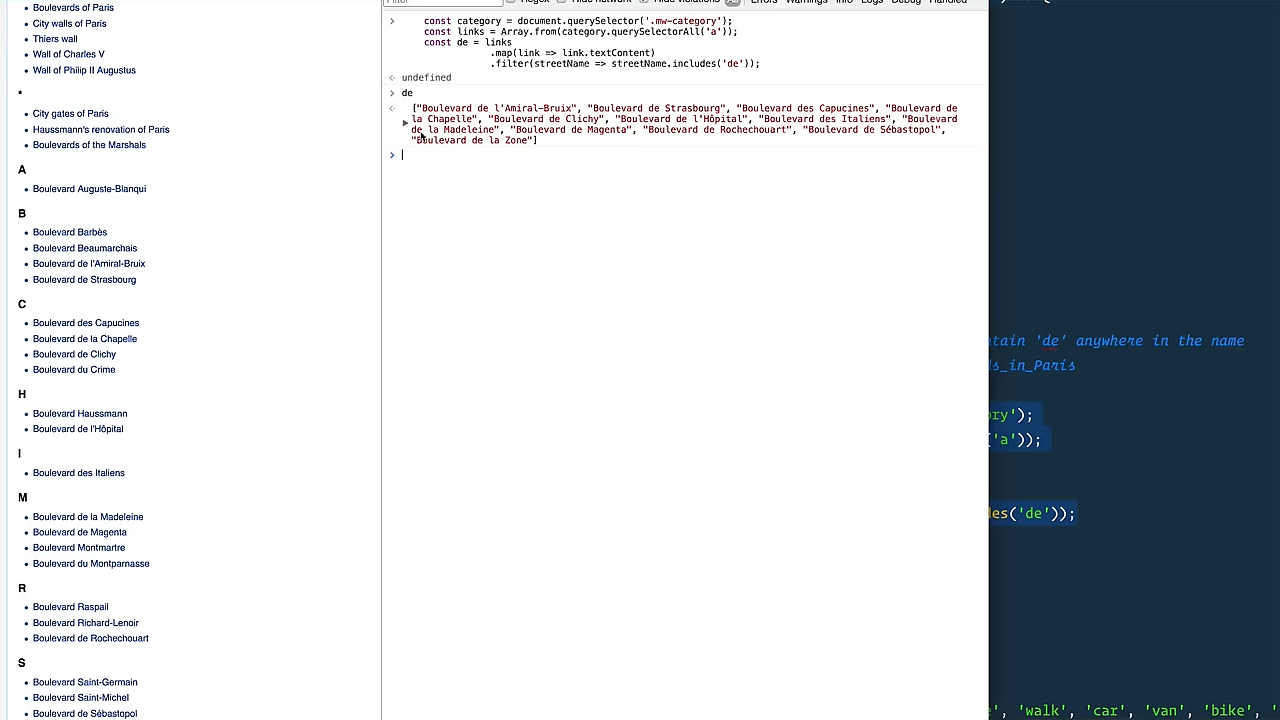 Boulevards of Paris
City walls of Paris
Thiers wall
Wall of Charles V
Wall of Philip II Augustus
*
City gates of Paris
Haussmann's renovation of Paris
Boulevards of the Marshals
A
Boulevard Auguste-Blanqui
B
Boulevard Barbès
Boulevard Beaumarchais
Boulevard de l'Amiral-Bruix
Boulevard de Strasbourg
C
Boulevard des Capucines
Boulevard de la Chapelle
Boulevard de Clichy
Boulevard du Crime
H
Boulevard Haussmann
Boulevard de l'Hôpital
I
Boulevard des Italiens
M
Boulevard de la Madeleine
Boulevard de Magenta
Boulevard Montmartre
Boulevard du Montparnasse
R
Boulevard Raspail
Boulevard Richard-Lenoir
Boulevard de Rochechouart
S
Boulevard Saint-Germain
Boulevard Saint-Michel
Boulevard de Sébastopol
Filter Regex Hide network Hide violations All Errors Warnings Info Logs Debug Handled
const category = document.querySelector('.mw-category');
const links = Array.from(category.querySelectorAll('a'));
const de = links
.map(link => link.textContent)
.filter(streetName => streetName.includes('de'));
undefined
de
["Boulevard de l'Amiral-Bruix", "Boulevard de Strasbourg", "Boulevard des Capucines", "Boulevard de
la Chapelle", "Boulevard de Clichy", "Boulevard de l'Hôpital", "Boulevard des Italiens", "Boulevard
de la Madeleine", "Boulevard de Magenta", "Boulevard de Rochechouart", "Boulevard de Sébastopol",
"Boulevard de la Zone"]
tain 'de' anywhere in the name
ds_in_Paris
ory');
('a'));
des('de'));
', 'walk', 'car', 'van', 'bike', '